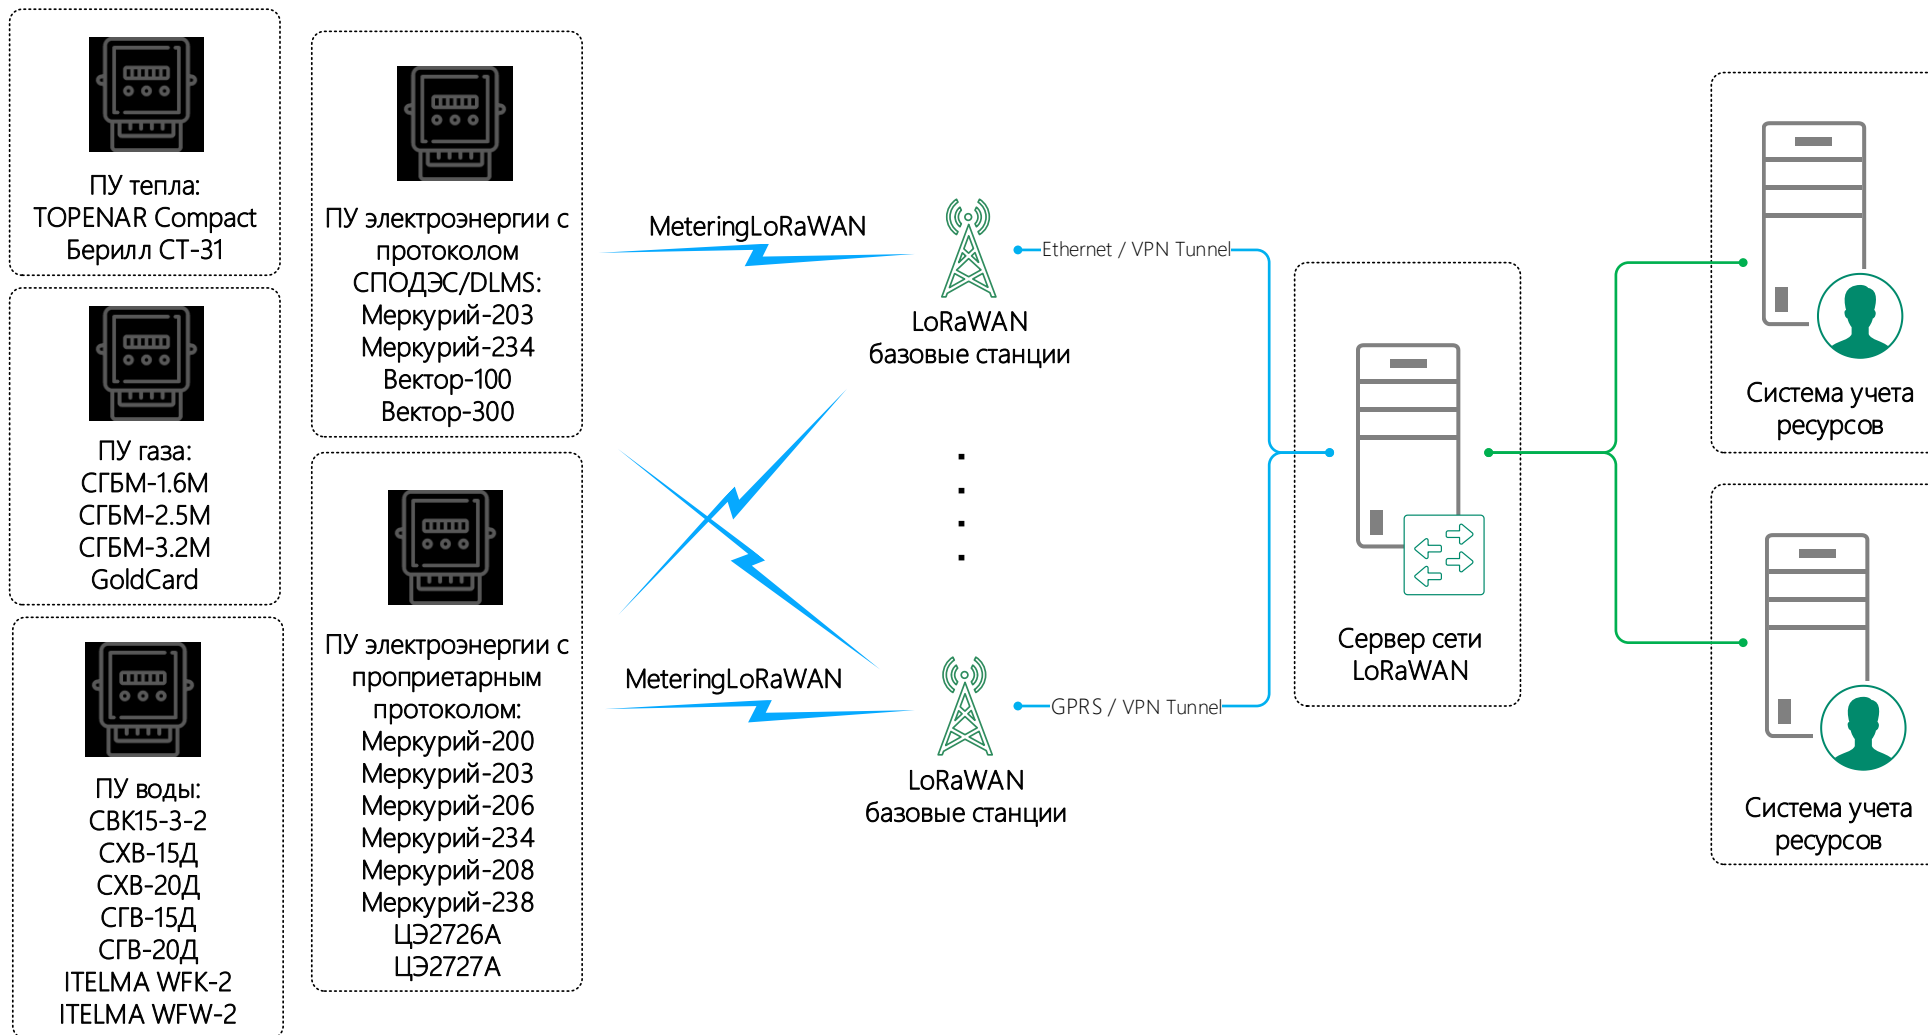 ПУ тепла:
TOPENAR Compact
Берилл СТ-31
ПУ газа:
СГБМ-1.6М
СГБМ-2.5М
СГБМ-3.2М
GoldCard
ПУ воды:
СВК15-3-2
СХВ-15Д
СХВ-20Д
СГВ-15Д
СГВ-20Д
ITELMA WFK-2
ITELMA WFW-2
ПУ электроэнергии с
протоколом
СПОДЭС/DLMS:
Меркурий-203
Меркурий-234
Вектор-100
Вектор-300
ПУ электроэнергии с
проприетарным
протоколом:
Меркурий-200
Меркурий-203
Меркурий-206
Меркурий-234
Меркурий-208
Меркурий-238
ЦЭ2726А
ЦЭ2727А
MeteringLoRaWAN
MeteringLoRaWAN
LoRaWAN
базовые станции
LoRaWAN
базовые станции
Ethernet / VPN Tunnel
GPRS / VPN Tunnel
Сервер сети
LoRaWAN
Система учета
ресурсов
Система учета
ресурсов